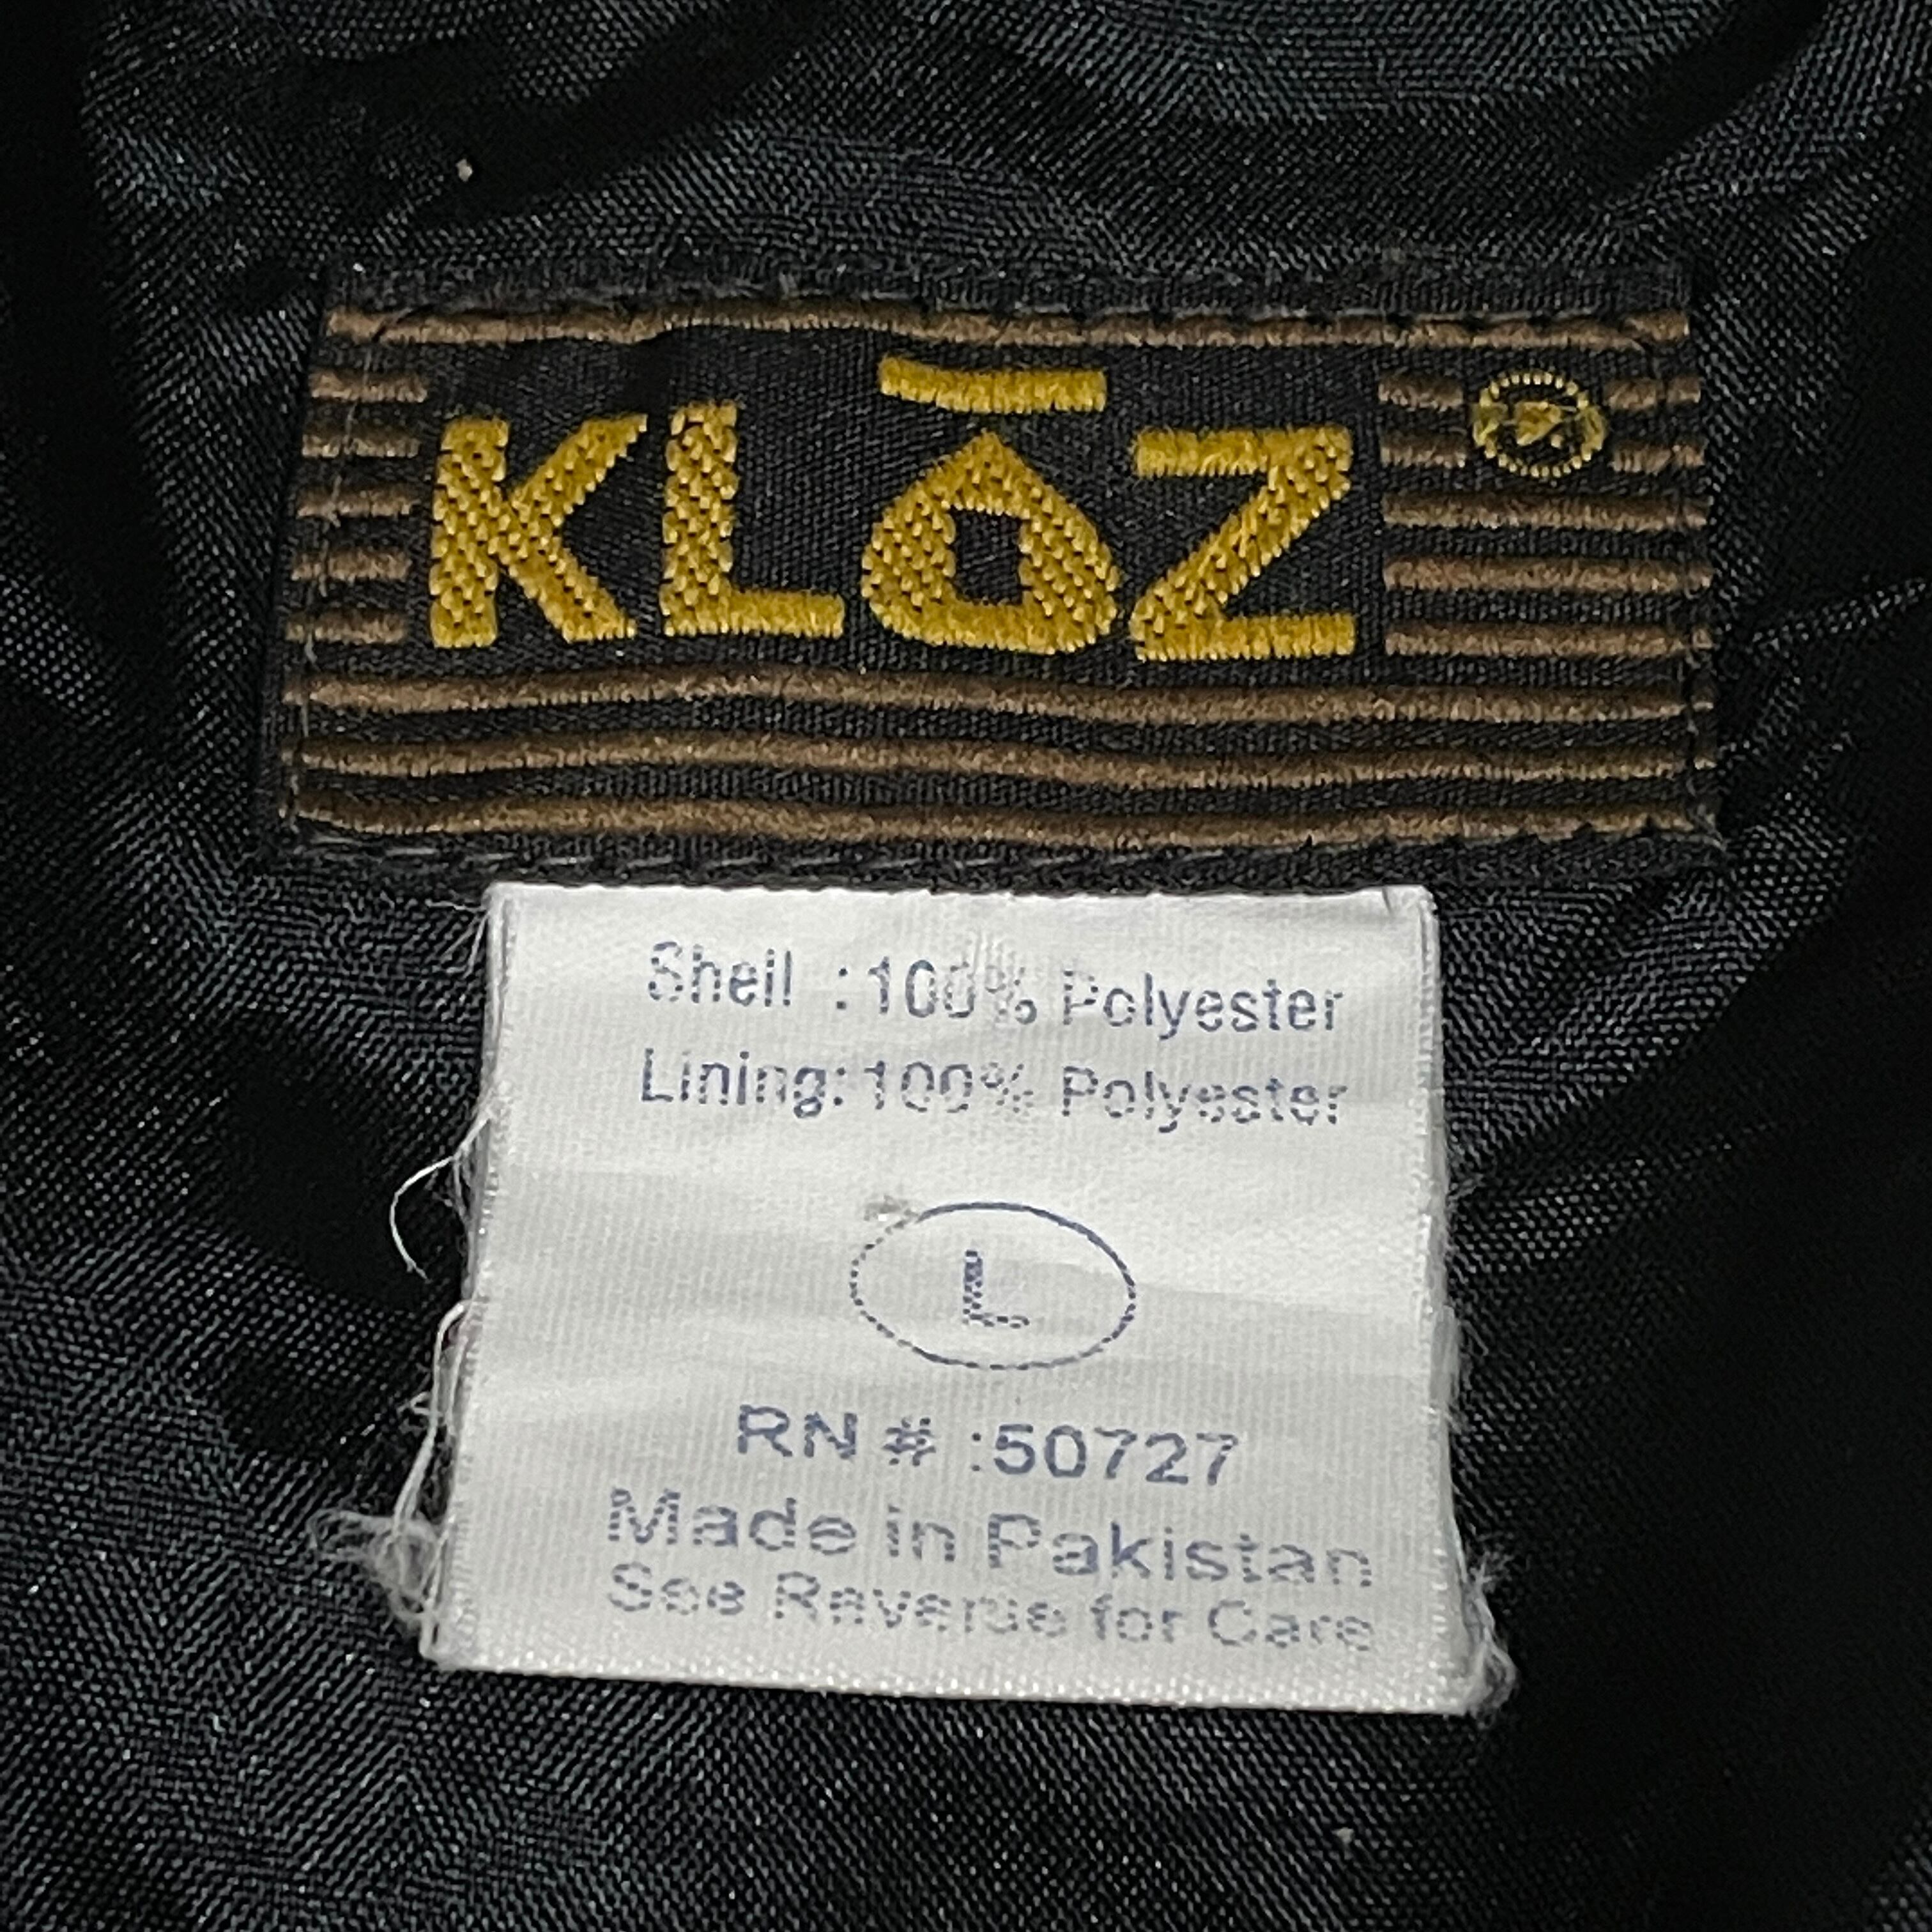 KLŌZ ®
Shell : 100% Polyester
Lining: 100% Polyester
L
RN # : 50727
Made in Pakistan
See Reverse for Care